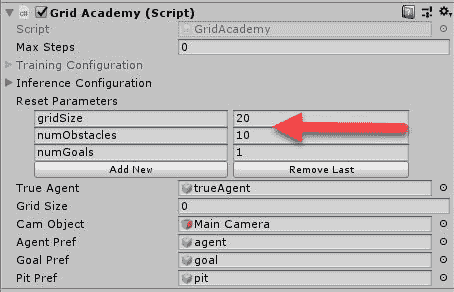 Grid Academy (Script)
Script GridAcademy
Max Steps 0
Training Configuration
Inference Configuration
Reset Parameters
gridSize 20
numObstacles 10
numGoals 1
Add New Remove Last
True Agent trueAgent
Grid Size 0
Cam Object Main Camera
Agent Pref agent
Goal Pref goal
Pit Pref pit